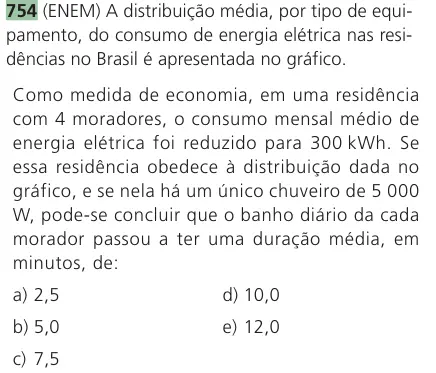 754 (ENEM) A distribuição média, por tipo de equi-
pamento, do consumo de energia elétrica nas resi-
dências no Brasil é apresentada no gráfico.
Como medida de economia, em uma residência
com 4 moradores, o consumo mensal médio de
energia elétrica foi reduzido para 300 kWh. Se
essa residência obedece à distribuição dada no
gráfico, e se nela há um único chuveiro de 5 000
W, pode-se concluir que o banho diário da cada
morador passou a ter uma duração média, em
minutos, de:
a) 2,5
b) 5,0
c) 7,5
d) 10,0
e) 12,0